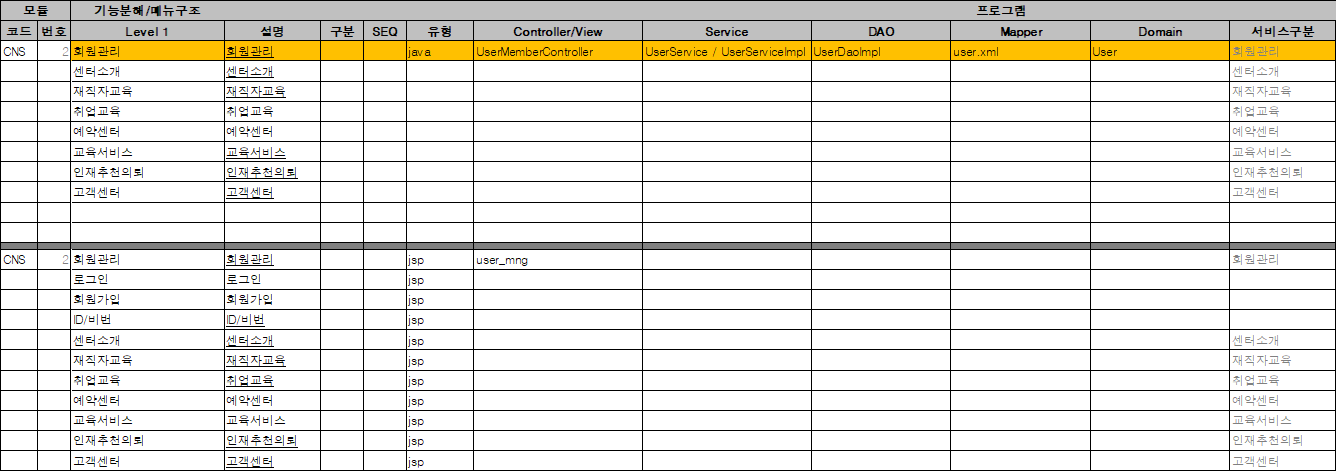 모듈 기능분해/메뉴구조 프로그램
코드 번호 Level 1 설명 구분 SEQ 유형 Controller/View Service DAO Mapper Domain 서비스구분
CNS 2 회원관리 회원관리 java UserMemberController UserService / UserServiceImpl UserDaoImpl user.xml User 회원관리
센터소개 센터소개 센터소개
재직자교육 재직자교육 재직자교육
취업교육 취업교육 취업교육
예약센터 예약센터 예약센터
교육서비스 교육서비스 교육서비스
인재추천의뢰 인재추천의뢰 인재추천의뢰
고객센터 고객센터 고객센터
CNS 2 회원관리 회원관리 jsp user_mng 회원관리
로그인 로그인 jsp
회원가입 회원가입 jsp
ID/비번 ID/비번 jsp
센터소개 센터소개 jsp 센터소개
재직자교육 재직자교육 jsp 재직자교육
취업교육 취업교육 jsp 취업교육
예약센터 예약센터 jsp 예약센터
교육서비스 교육서비스 jsp 교육서비스
인재추천의뢰 인재추천의뢰 jsp 인재추천의뢰
고객센터 고객센터 jsp 고객센터